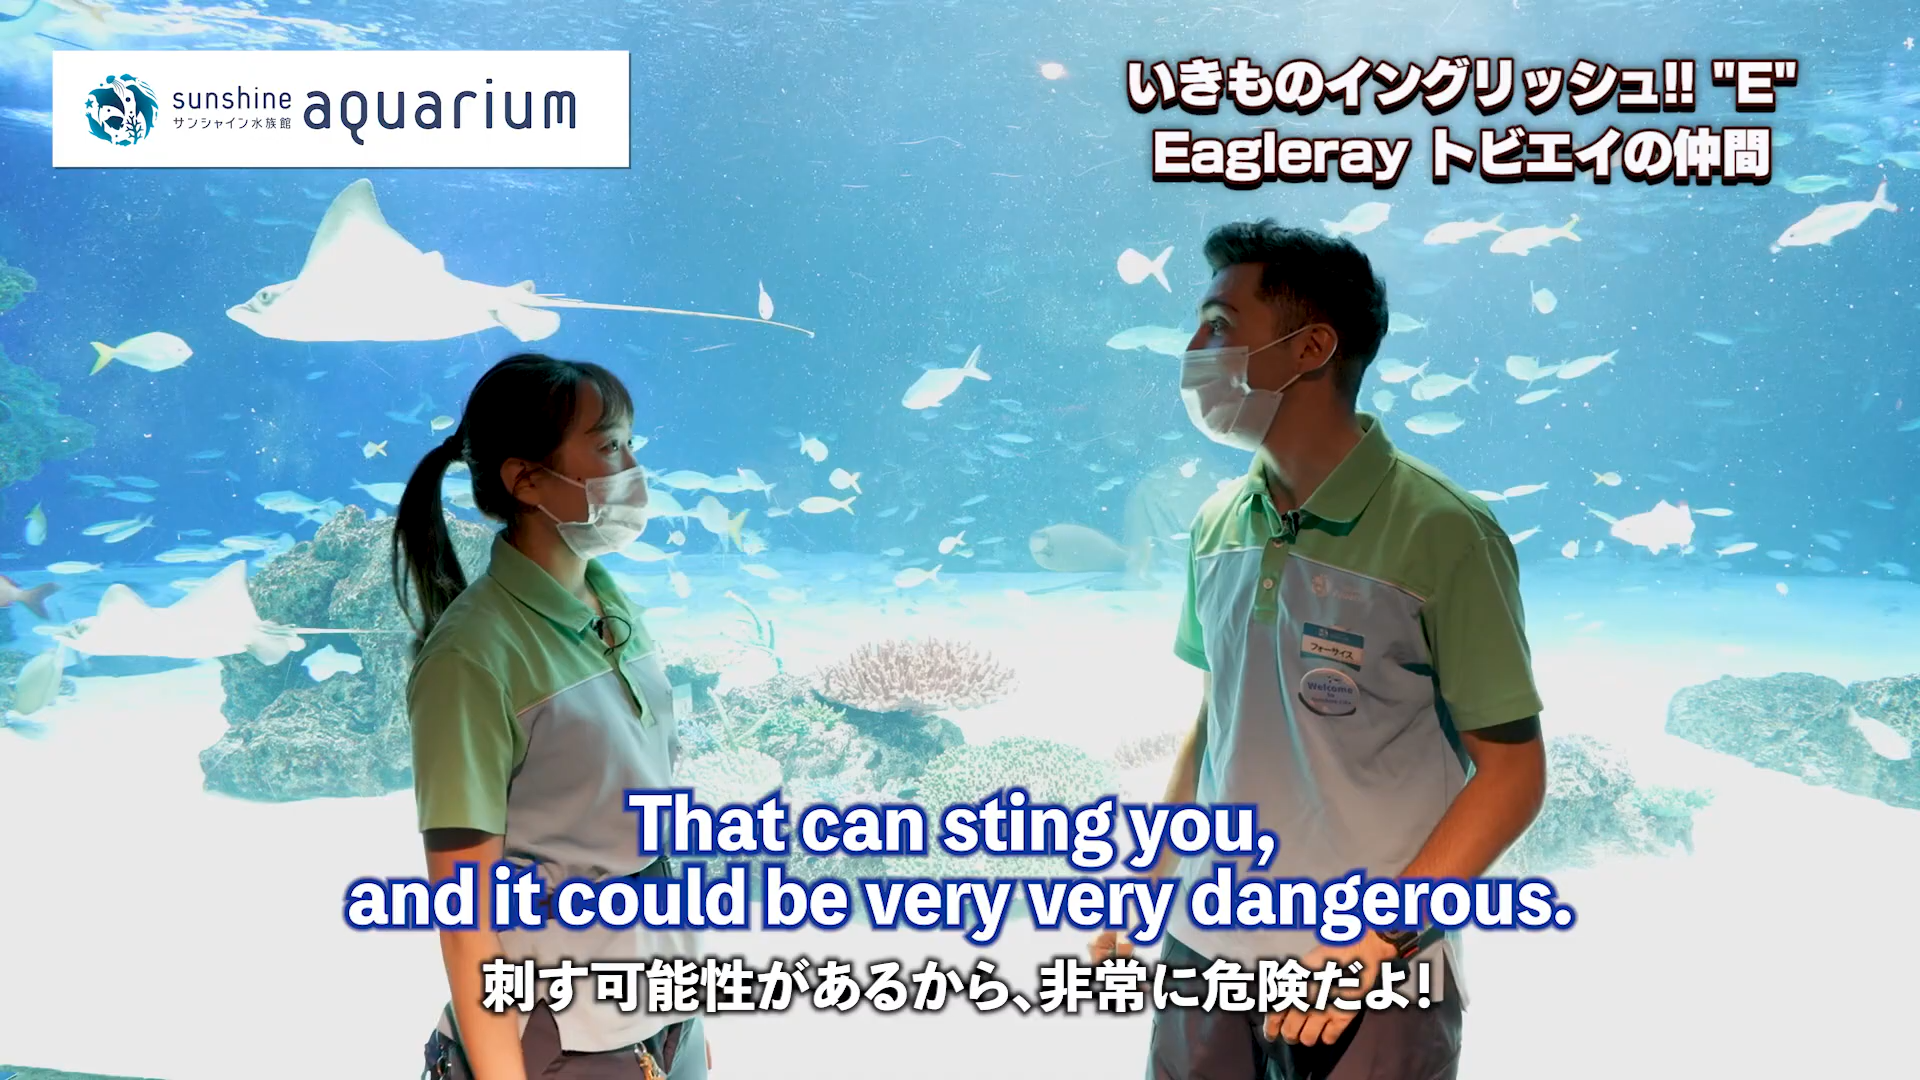 sunshine
サンシャイン水族館
aquarium
いきものイングリッシュ!! "E"
Eagleray トビエイの仲間
フォーサイス
Welcome
to
That can sting you,
and it could be very very dangerous.
刺す可能性があるから、非常に危険だよ!